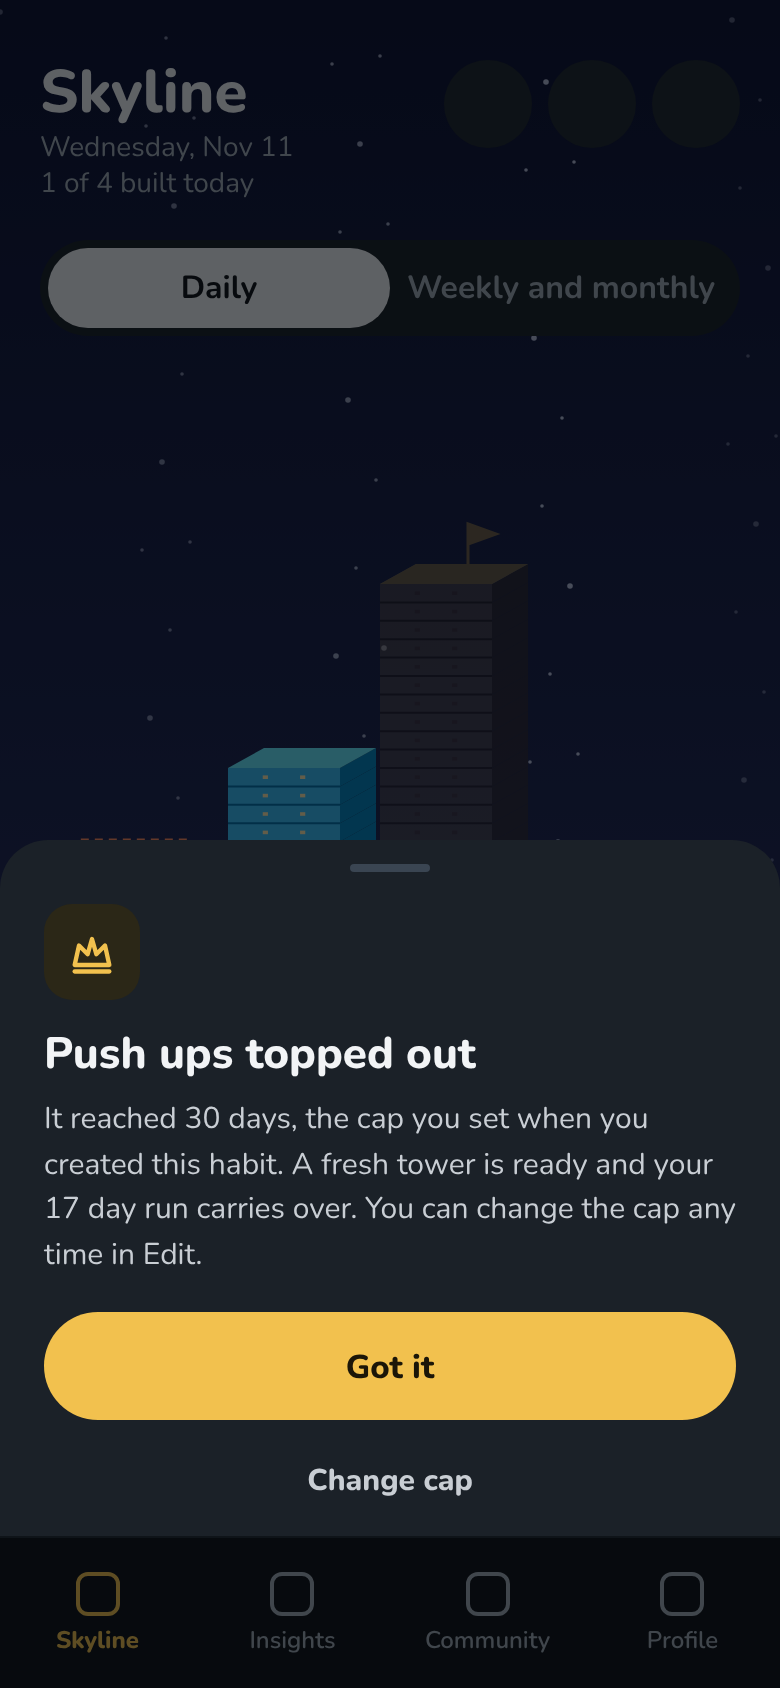 Skyline
Wednesday, Nov 11
1 of 4 built today
Daily
Weekly and monthly
Push ups topped out
It reached 30 days, the cap you set when you
created this habit. A fresh tower is ready and your
17 day run carries over. You can change the cap any
time in Edit.
Got it
Change cap
Skyline
Insights
Community
Profile